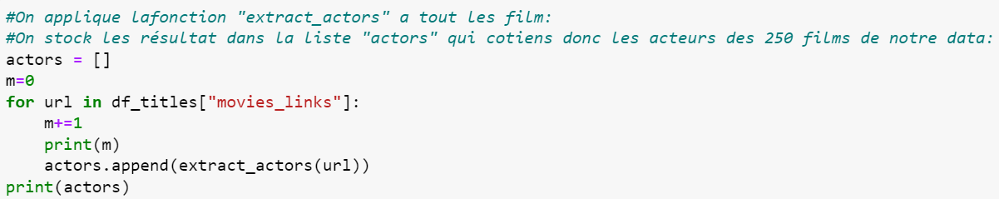 #On applique lafonction "extract_actors" a tout les film:
#On stock les résultat dans la liste "actors" qui cotiens donc les acteurs des 250 films de notre data:
actors = []
m=0
for url in df_titles["movies_links"]:
    m+=1
    print(m)
    actors.append(extract_actors(url))
print(actors)